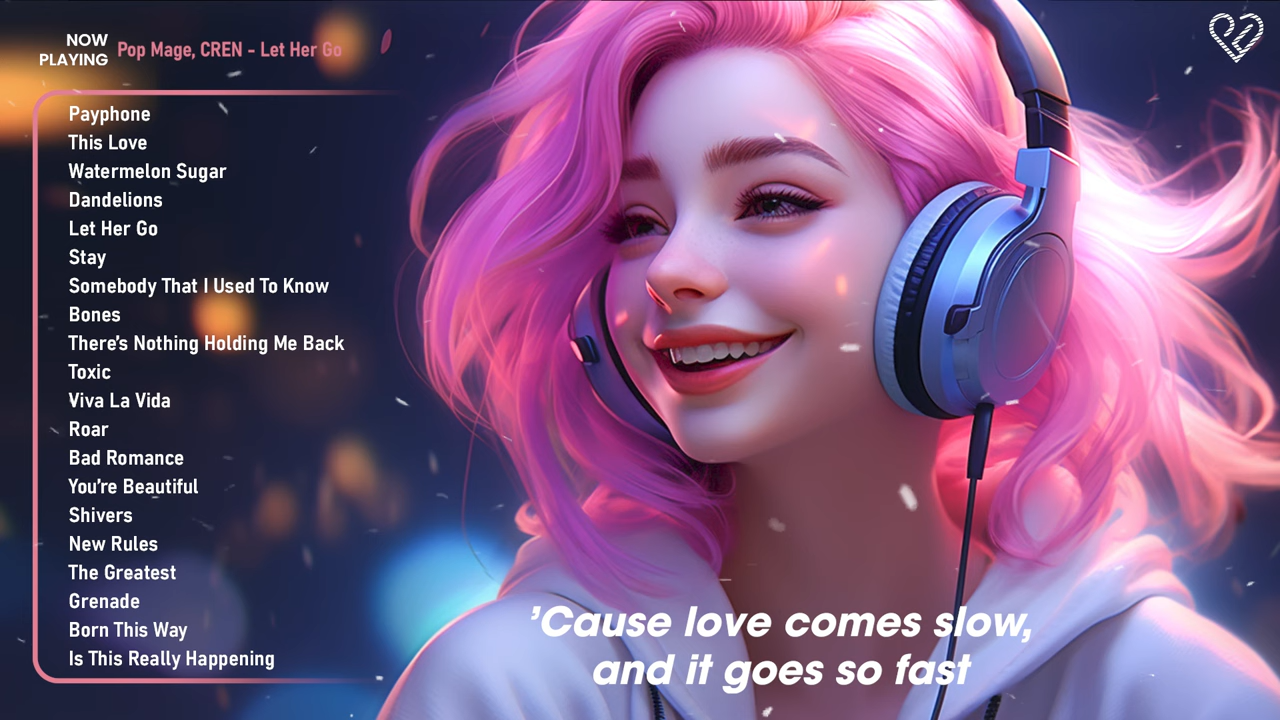 NOW
PLAYING
Pop Mage, CREN - Let Her Go
Payphone
This Love
Watermelon Sugar
Dandelions
Let Her Go
Stay
Somebody That I Used To Know
Bones
There’s Nothing Holding Me Back
Toxic
Viva La Vida
Roar
Bad Romance
You’re Beautiful
Shivers
New Rules
The Greatest
Grenade
Born This Way
Is This Really Happening
’Cause love comes slow,
and it goes so fast